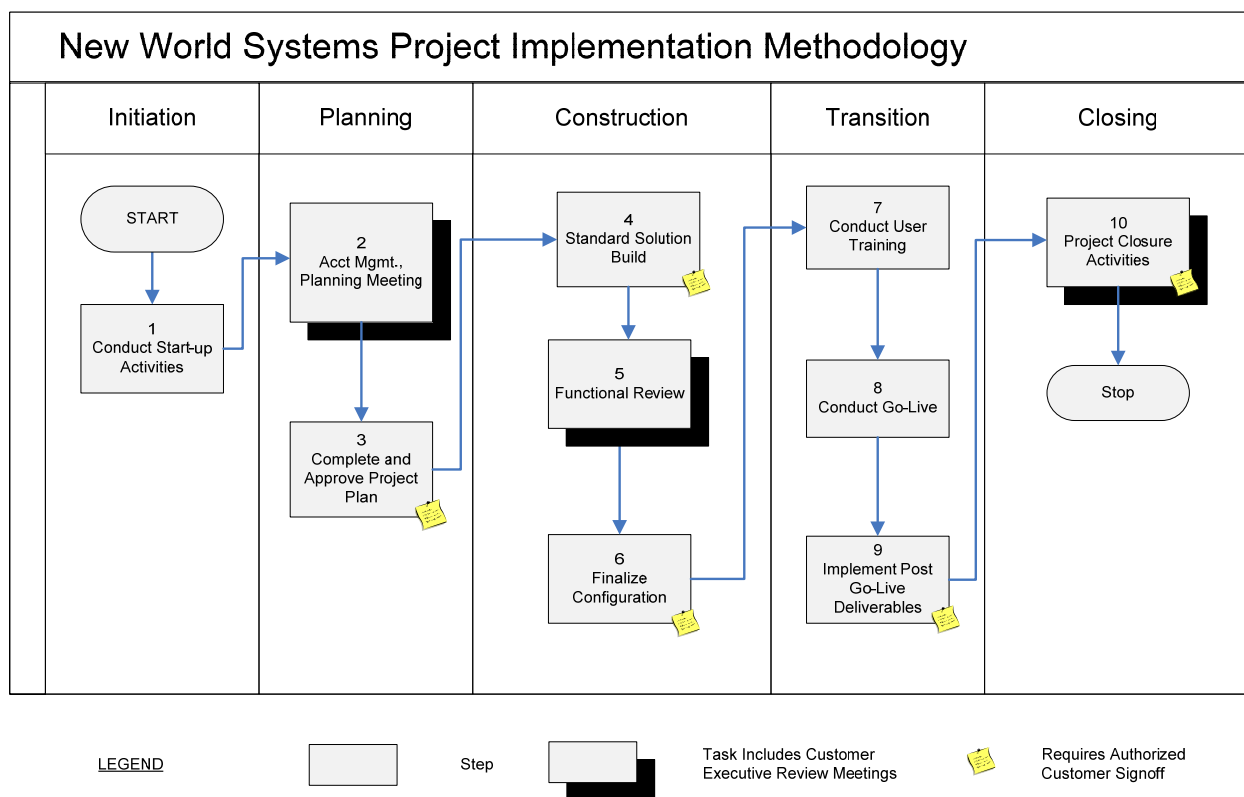 New World Systems Project Implementation Methodology
Initiation
Planning
Construction
Transition
Closing
START
1
Conduct Start-up
Activities
2
Acct Mgmt.,
Planning Meeting
3
Complete and
Approve Project
Plan
4
Standard Solution
Build
5
Functional Review
6
Finalize
Configuration
7
Conduct User
Training
8
Conduct Go-Live
9
Implement Post
Go-Live
Deliverables
10
Project Closure
Activities
Stop
LEGEND
Step
Task Includes Customer
Executive Review Meetings
Requires Authorized
Customer Signoff